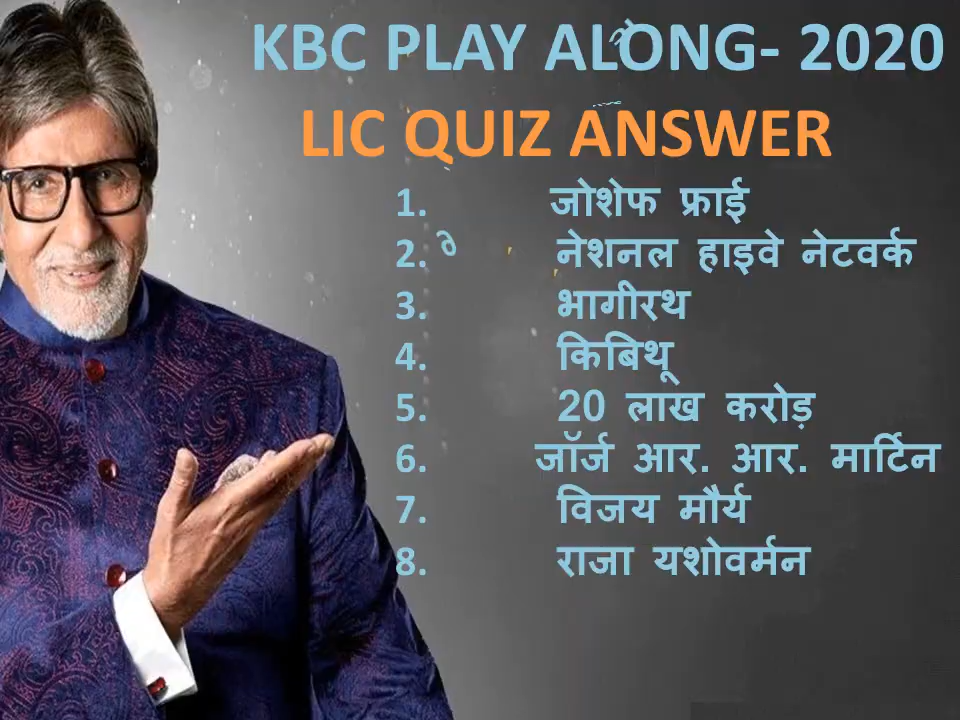 KBC PLAY ALONG- 2020
LIC QUIZ ANSWER
1. जोशेफ फ्राई
2. नेशनल हाइवे नेटवर्क
3. भागीरथ
4. किबिथू
5. 20 लाख करोड़
6. जॉर्ज आर. आर. मार्टिन
7. विजय मौर्य
8. राजा यशोवर्मन